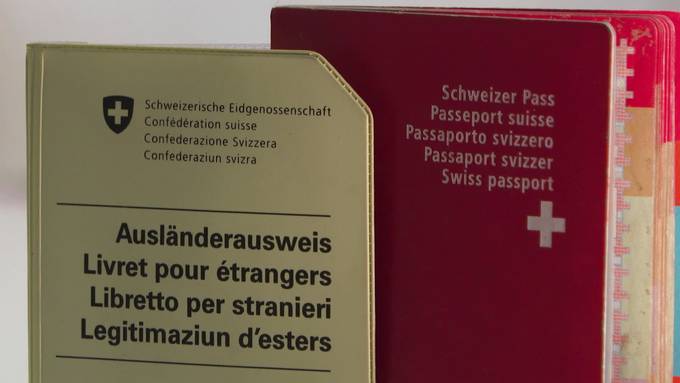 Schweizerische Eidgenossenschaft
Confédération suisse
Confederazione Svizzera
Confederaziun svizra
Ausländerausweis
Livret pour étrangers
Libretto per stranieri
Legitimaziun d'esters
Schweizer Pass
Passeport suisse
Passaporto svizzero
Passaport svizzer
Swiss passport